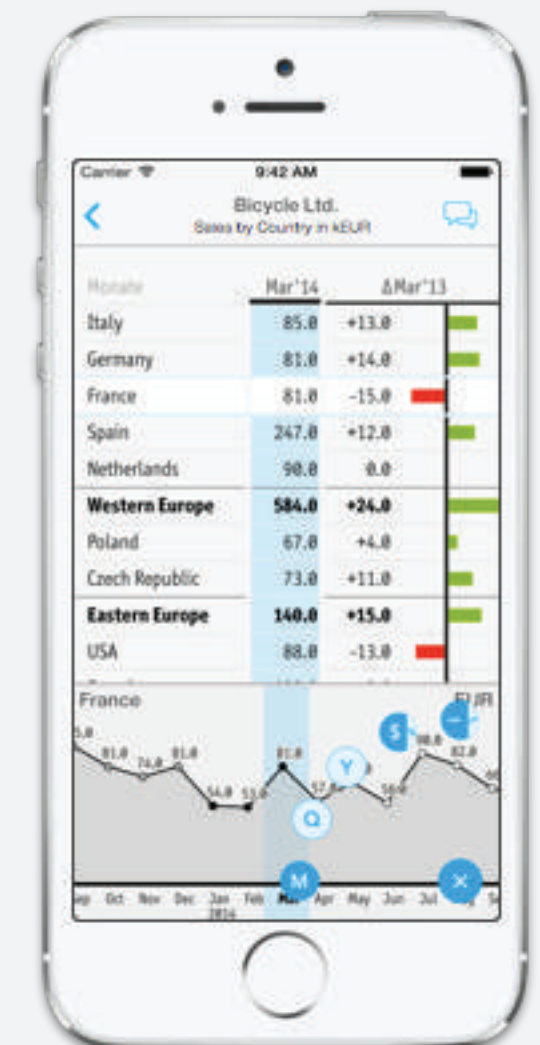 Carrier 9:42 AM
Bicycle Ltd.
Sales by Country in kEUR
Monate Mar'14 ΔMar'13
Italy 85.0 +13.0
Germany 81.0 +14.0
France 81.0 -15.0
Spain 247.0 +12.0
Netherlands 90.0 0.0
Western Europe 584.0 +24.0
Poland 67.0 +4.0
Czech Republic 73.0 +11.0
Eastern Europe 140.0 +15.0
USA 88.0 -13.0
France EUR
5.0 81.0 74.0 81.0 54.0 53.0 81.0 57.0 90.0 82.0
$ – Y Q M ×
Oct Nov Dec Jan Feb Mar Apr May Jun Jul
2014